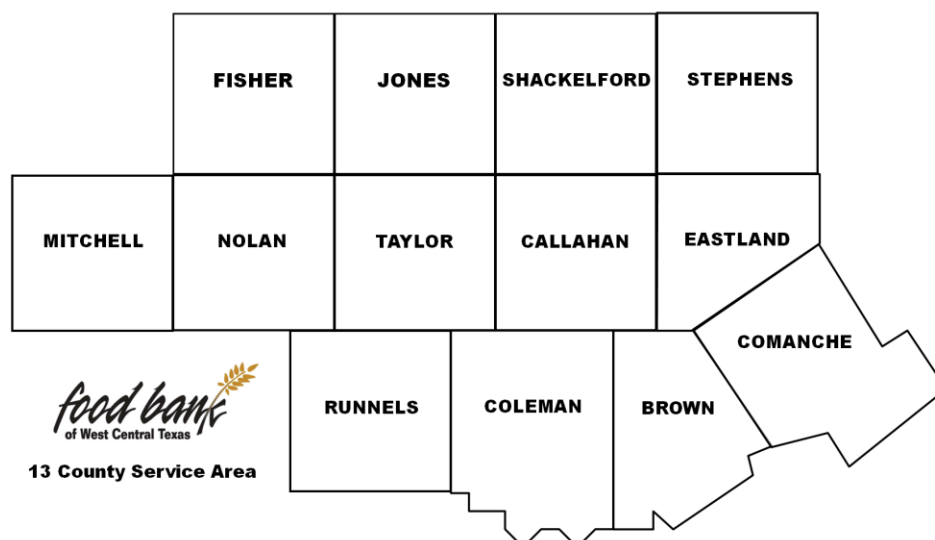 FISHER
JONES
SHACKELFORD
STEPHENS
MITCHELL
NOLAN
TAYLOR
CALLAHAN
EASTLAND
COMANCHE
RUNNELS
COLEMAN
BROWN
food bank
of West Central Texas
13 County Service Area